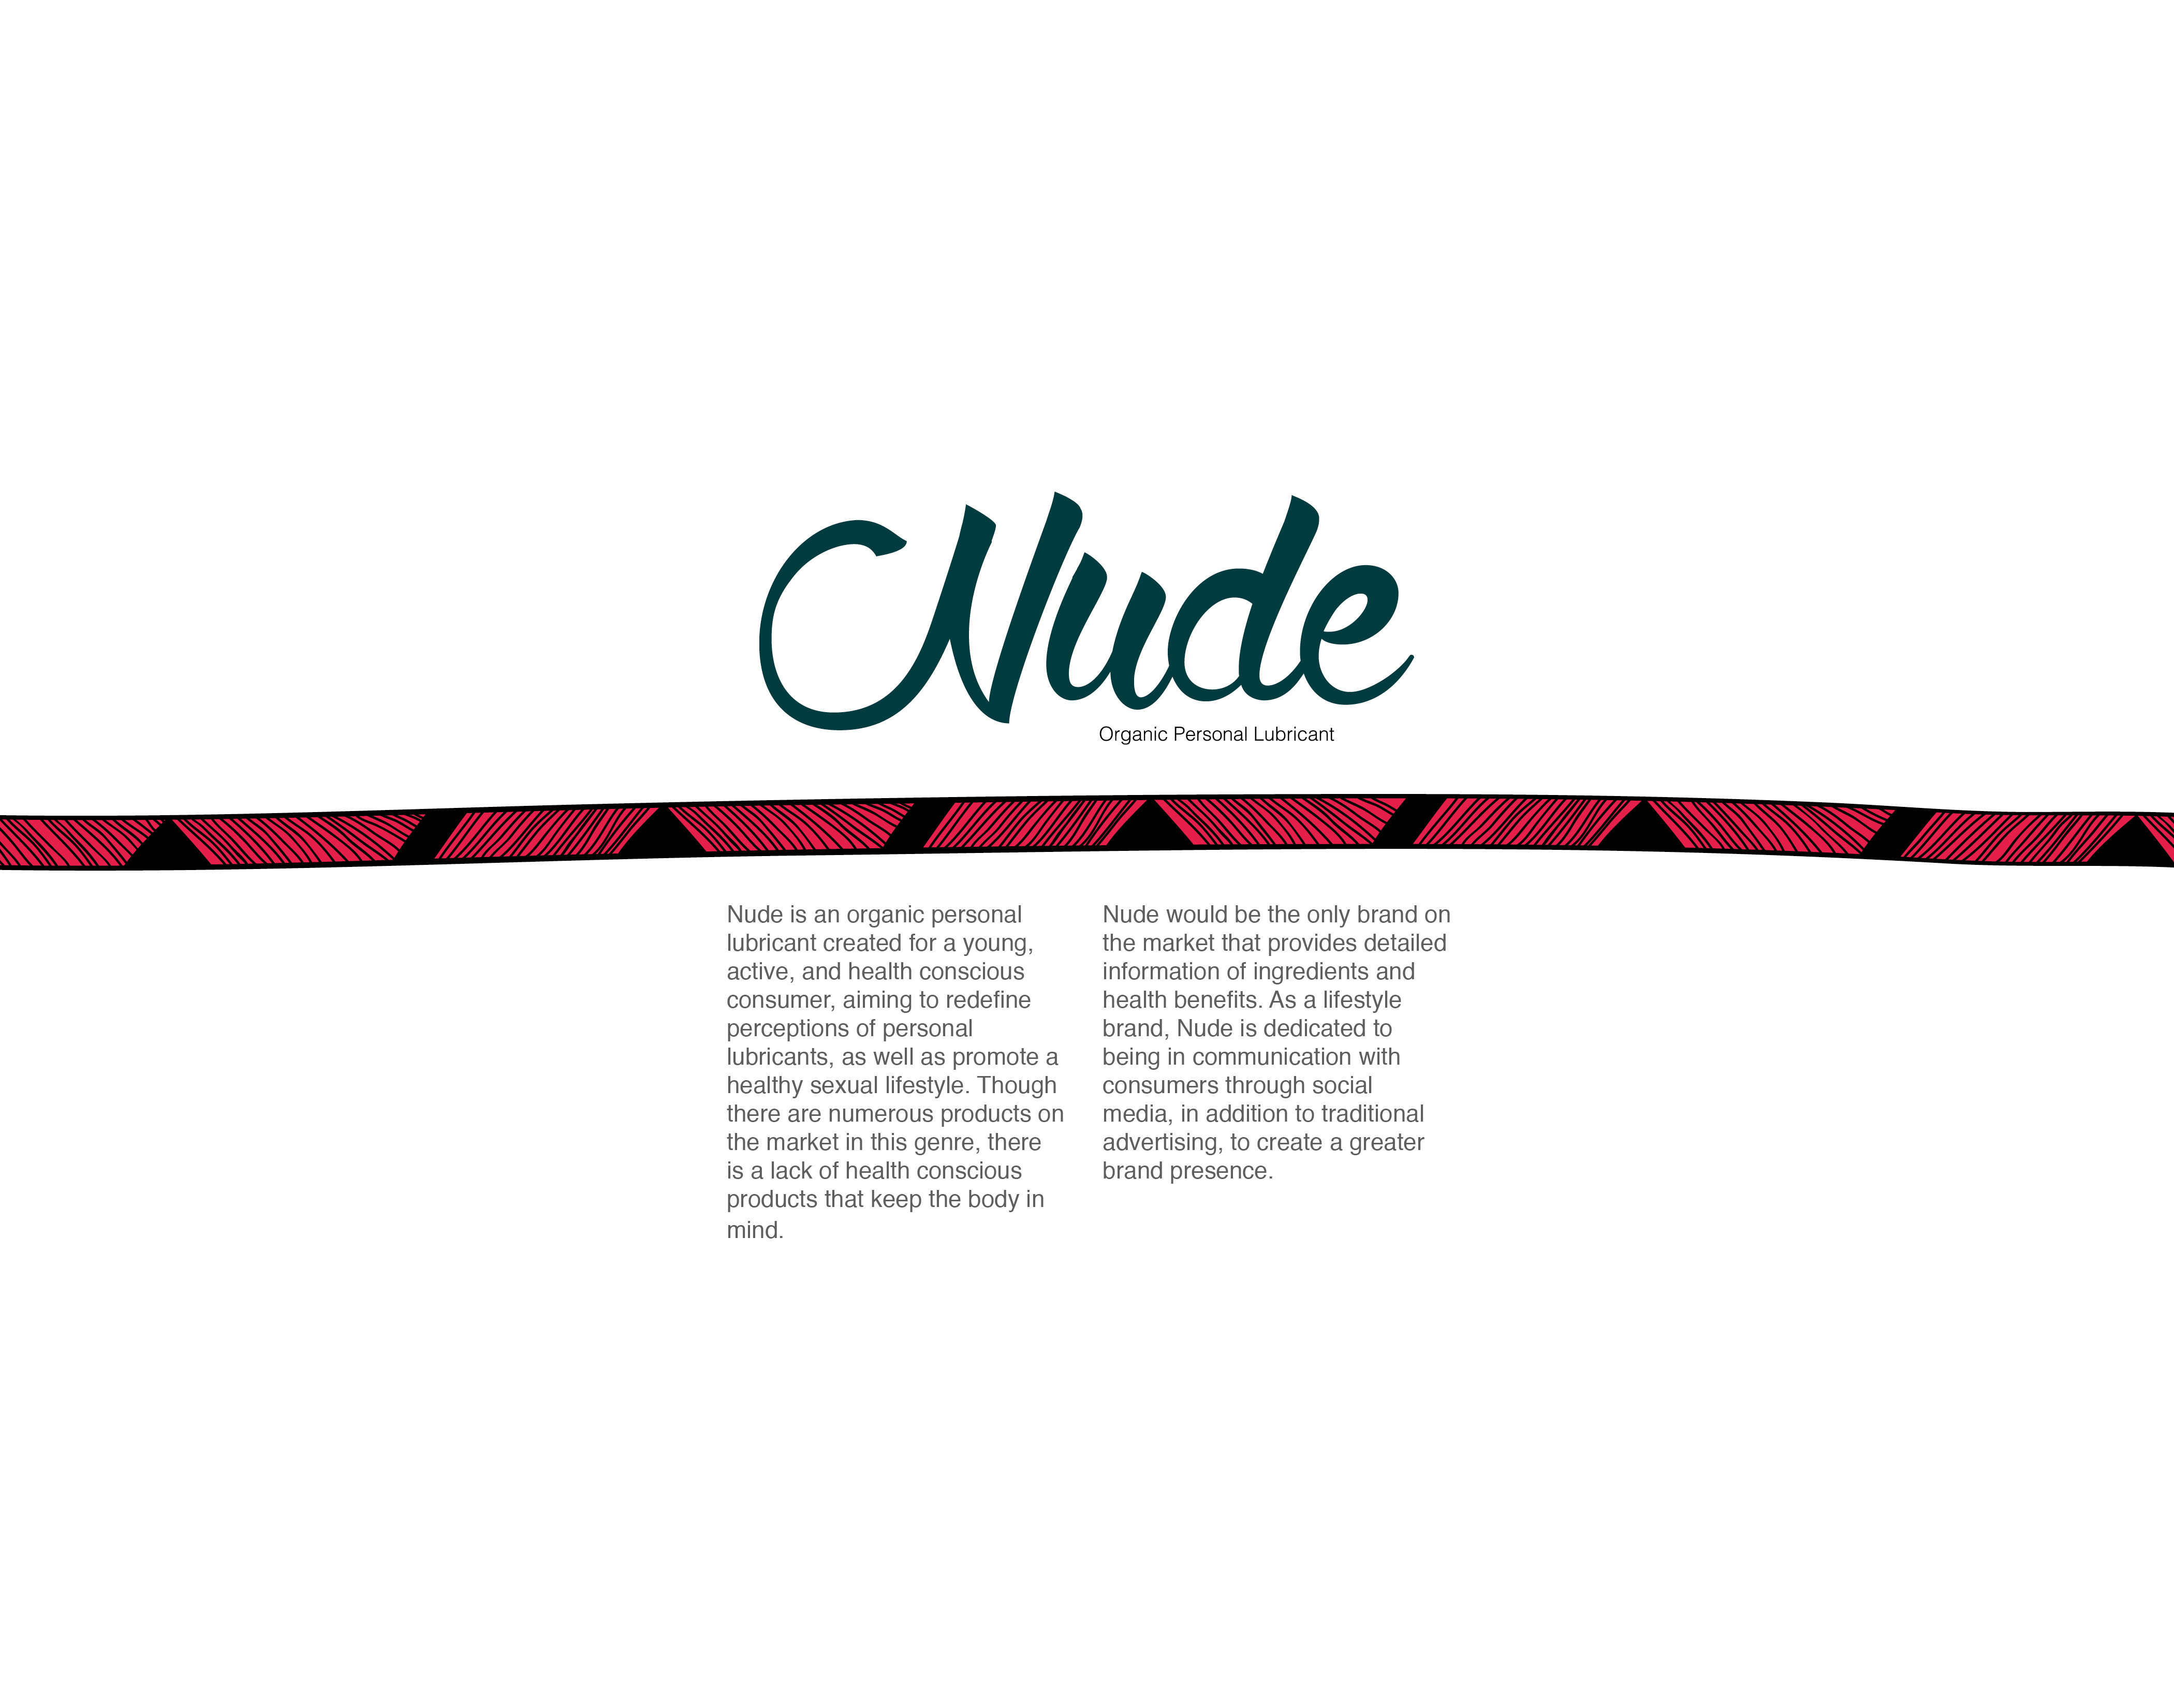 Nude
Organic Personal Lubricant
Nude is an organic personal
lubricant created for a young,
active, and health conscious
consumer, aiming to redefine
perceptions of personal
lubricants, as well as promote a
healthy sexual lifestyle. Though
there are numerous products on
the market in this genre, there
is a lack of health conscious
products that keep the body in
mind.
Nude would be the only brand on
the market that provides detailed
information of ingredients and
health benefits. As a lifestyle
brand, Nude is dedicated to
being in communication with
consumers through social
media, in addition to traditional
advertising, to create a greater
brand presence.